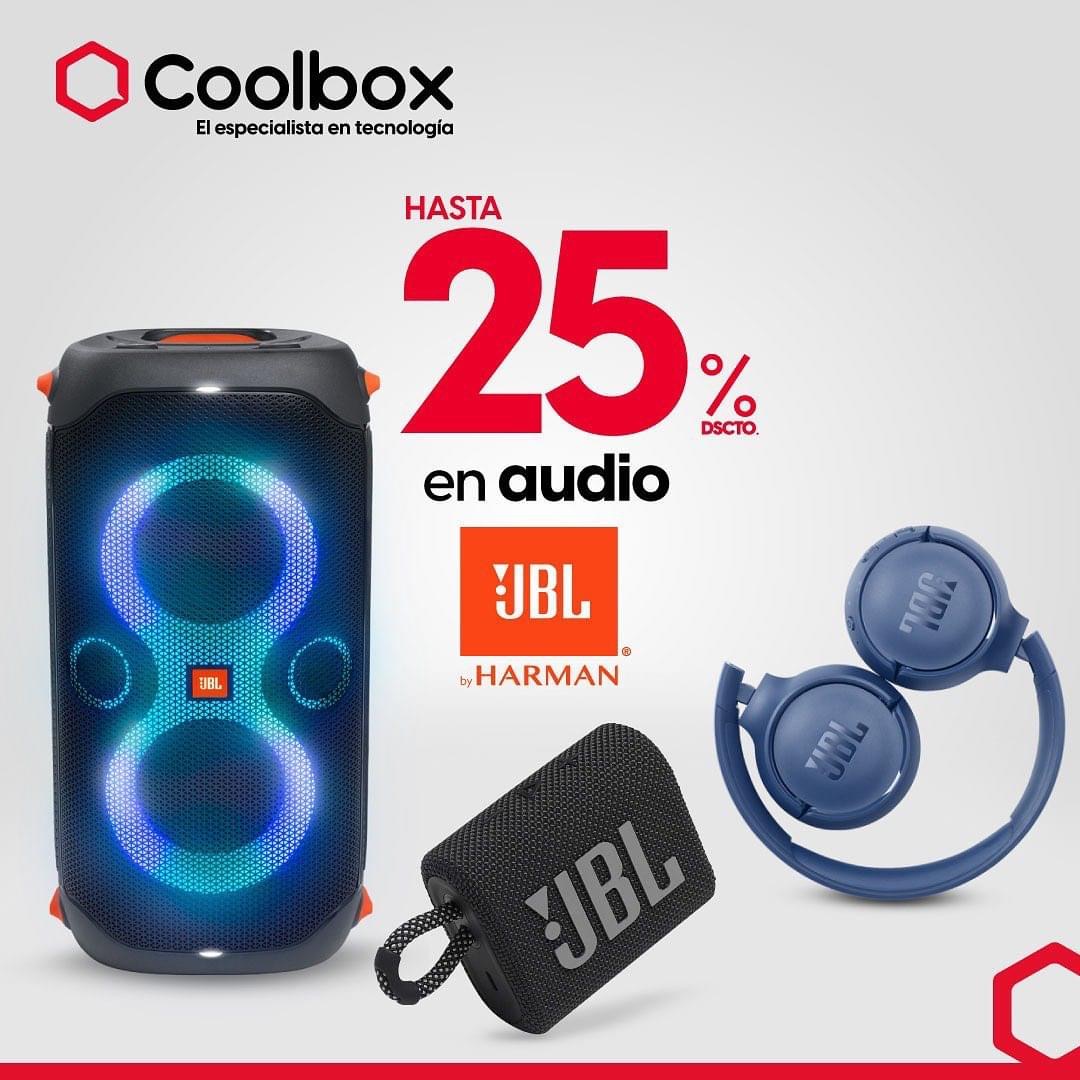 Coolbox
El especialista en tecnología
HASTA
25%
DSCTO.
en audio
JBL
®
by HARMAN
JBL
JBL
JBL
JBL